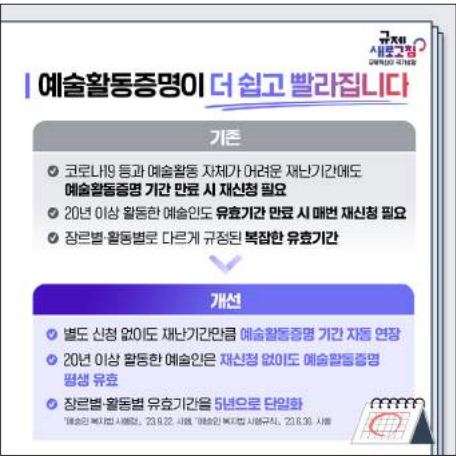 규제
새로고침
규제혁신이 국가성장
예술활동증명이 더 쉽고 빨라집니다
기존
코로나19 등과 예술활동 자체가 어려운 재난기간에도
예술활동증명 기간 만료 시 재신청 필요
20년 이상 활동한 예술인도 유효기간 만료 시 매번 재신청 필요
장르별·활동별로 다르게 규정된 복잡한 유효기간
개선
별도 신청 없이도 재난기간만큼 예술활동증명 기간 자동 연장
20년 이상 활동한 예술인은 재신청 없이도 예술활동증명
평생 유효
장르별·활동별 유효기간을 5년으로 단일화
「예술인 복지법 시행령」, '23.9.22. 시행, 「예술인 복지법 시행규칙」, '23.6.30. 시행